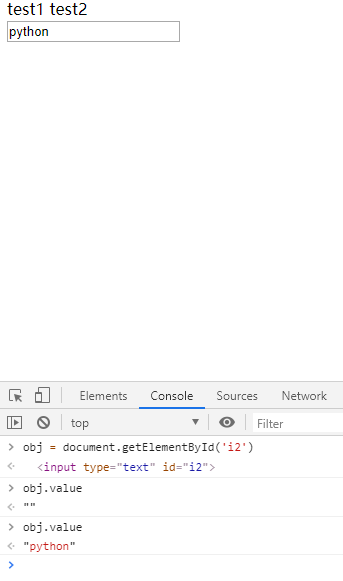 test1 test2
python
Elements Console Sources Network
top Filter
obj = document.getElementById('i2')
<input type="text" id="i2">
obj.value
""
obj.value
"python"